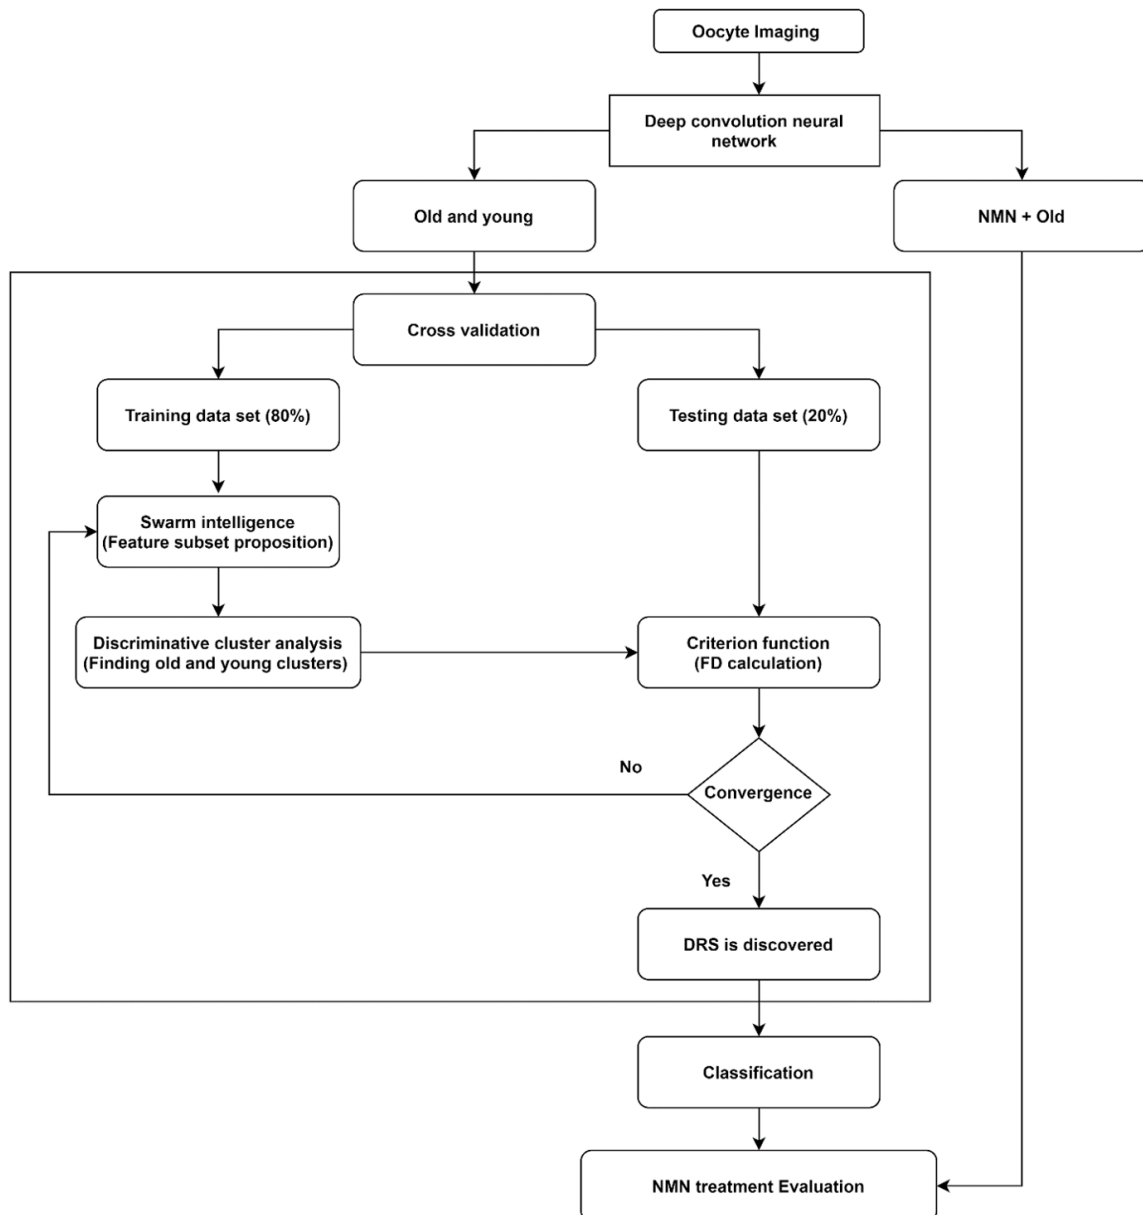 Oocyte Imaging
Deep convolution neural
network
Old and young
NMN + Old
Cross validation
Training data set (80%)
Testing data set (20%)
Swarm intelligence
(Feature subset proposition)
Discriminative cluster analysis
(Finding old and young clusters)
Criterion function
(FD calculation)
No
Convergence
Yes
DRS is discovered
Classification
NMN treatment Evaluation